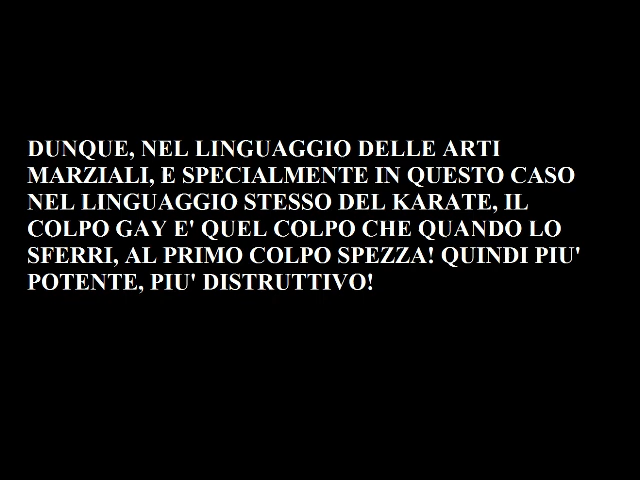 DUNQUE, NEL LINGUAGGIO DELLE ARTI
MARZIALI, E SPECIALMENTE IN QUESTO CASO
NEL LINGUAGGIO STESSO DEL KARATE, IL
COLPO GAY E' QUEL COLPO CHE QUANDO LO
SFERRI, AL PRIMO COLPO SPEZZA! QUINDI PIU'
POTENTE, PIU' DISTRUTTIVO!